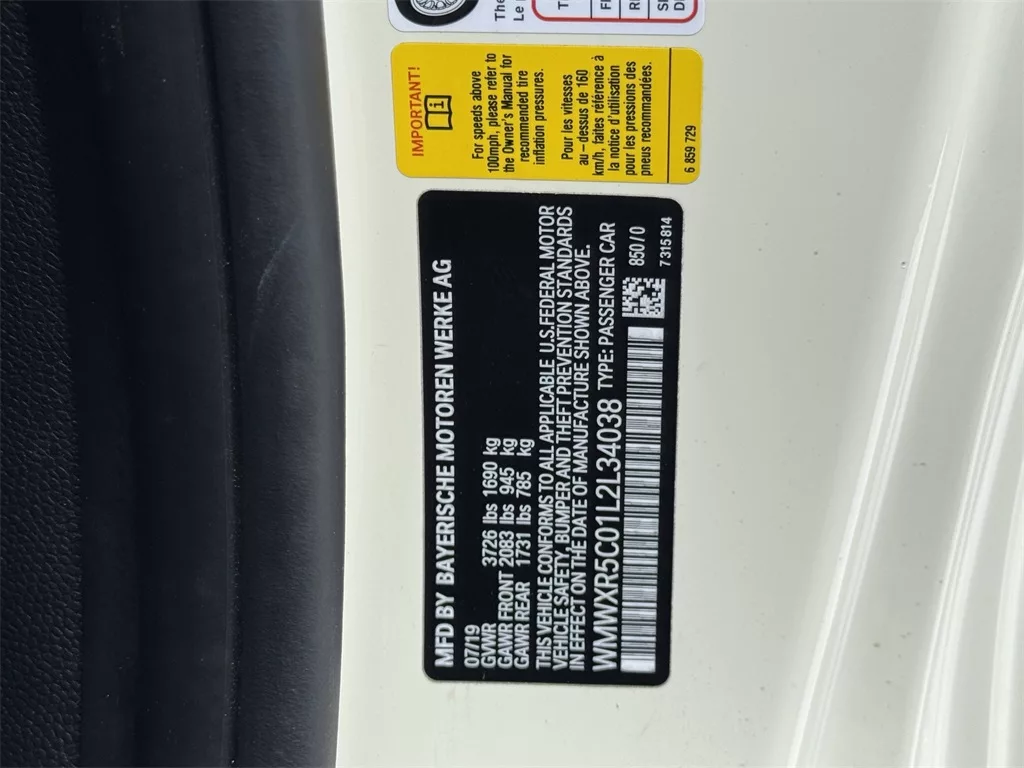 The
Le
IMPORTANT!
For speeds above
100mph, please refer to
the Owner's Manual for
recommended tire
inflation pressures.
Pour les vitesses
au-dessus de 160
km/h, faites référence à
la notice d'utilisation
pour les pressions des
pneus recommandées.
6 859 729
MFD BY BAYERISCHE MOTOREN WERKE AG
07/19
GVWR 3726 lbs 1690 kg
GAWR FRONT 2083 lbs 945 kg
GAWR REAR 1731 lbs 785 kg
THIS VEHICLE CONFORMS TO ALL APPLICABLE U.S.FEDERAL MOTOR
VEHICLE SAFETY, BUMPER AND THEFT PREVENTION STANDARDS
IN EFFECT ON THE DATE OF MANUFACTURE SHOWN ABOVE.
WMWXR5C01L2L34038 TYPE: PASSENGER CAR
850/0
7315814